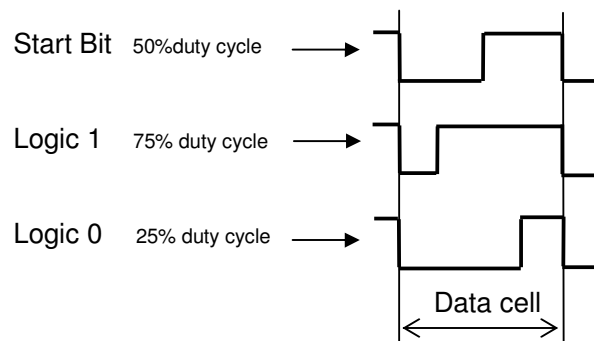 Start Bit 50%duty cycle
Logic 1 75% duty cycle
Logic 0 25% duty cycle
Data cell